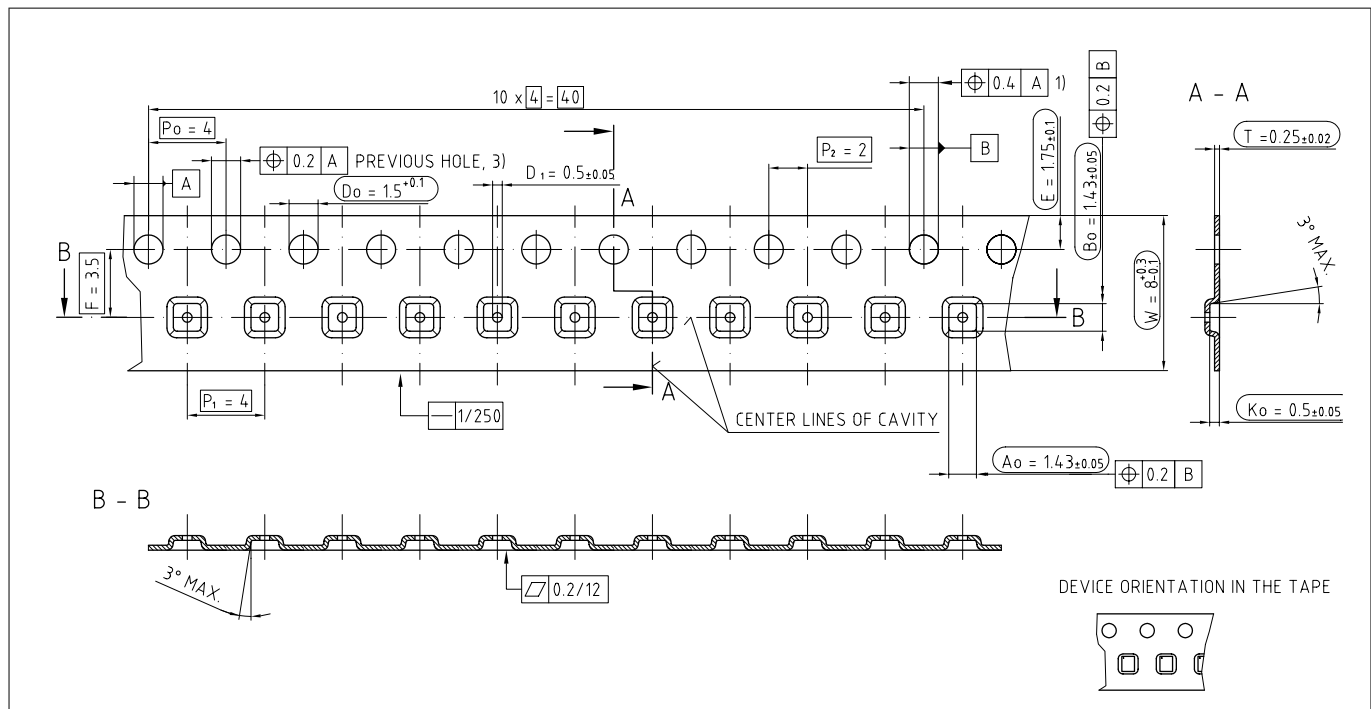 10 x 4 = 40
⌖ 0.4 A 1)
⌖ 0.2 B
A - A
Po = 4
⌖ 0.2 A PREVIOUS HOLE, 3)
P₂ = 2
B
E = 1.75±0.1
Bo = 1.43±0.05
T = 0.25±0.02
A
Do = 1.5+0.1
D₁ = 0.5±0.05
A
3° MAX.
B
F = 3.5
W = 8+0.3-0.1
B
P₁ = 4
A
— 1/250
CENTER LINES OF CAVITY
Ko = 0.5±0.05
Ao = 1.43±0.05
⌖ 0.2 B
B - B
3° MAX.
⏥ 0.2/12
DEVICE ORIENTATION IN THE TAPE